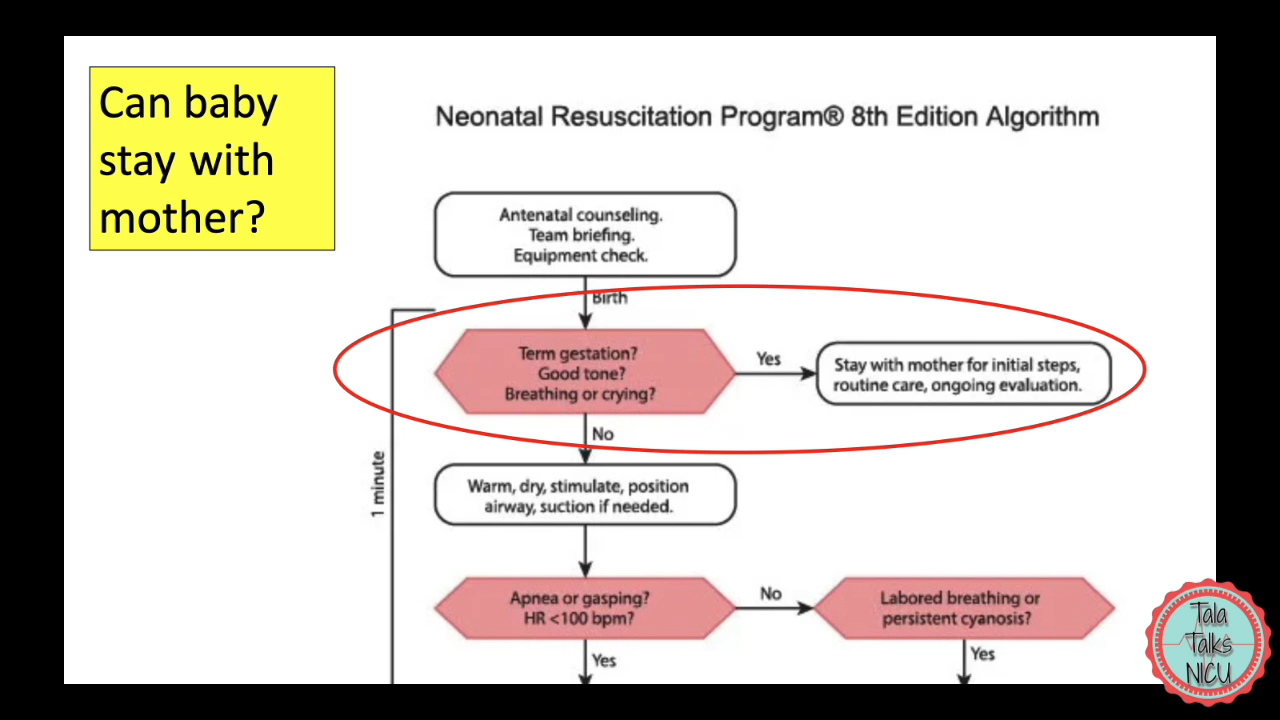 Can baby
stay with
mother?
Neonatal Resuscitation Program® 8th Edition Algorithm
Antenatal counseling.
Team briefing.
Equipment check.
Birth
Term gestation?
Good tone?
Breathing or crying?
Yes
Stay with mother for initial steps,
routine care, ongoing evaluation.
No
1 minute
Warm, dry, stimulate, position
airway, suction if needed.
Apnea or gasping?
HR <100 bpm?
No
Labored breathing or
persistent cyanosis?
Yes
Yes
Tala
Talks
NICU